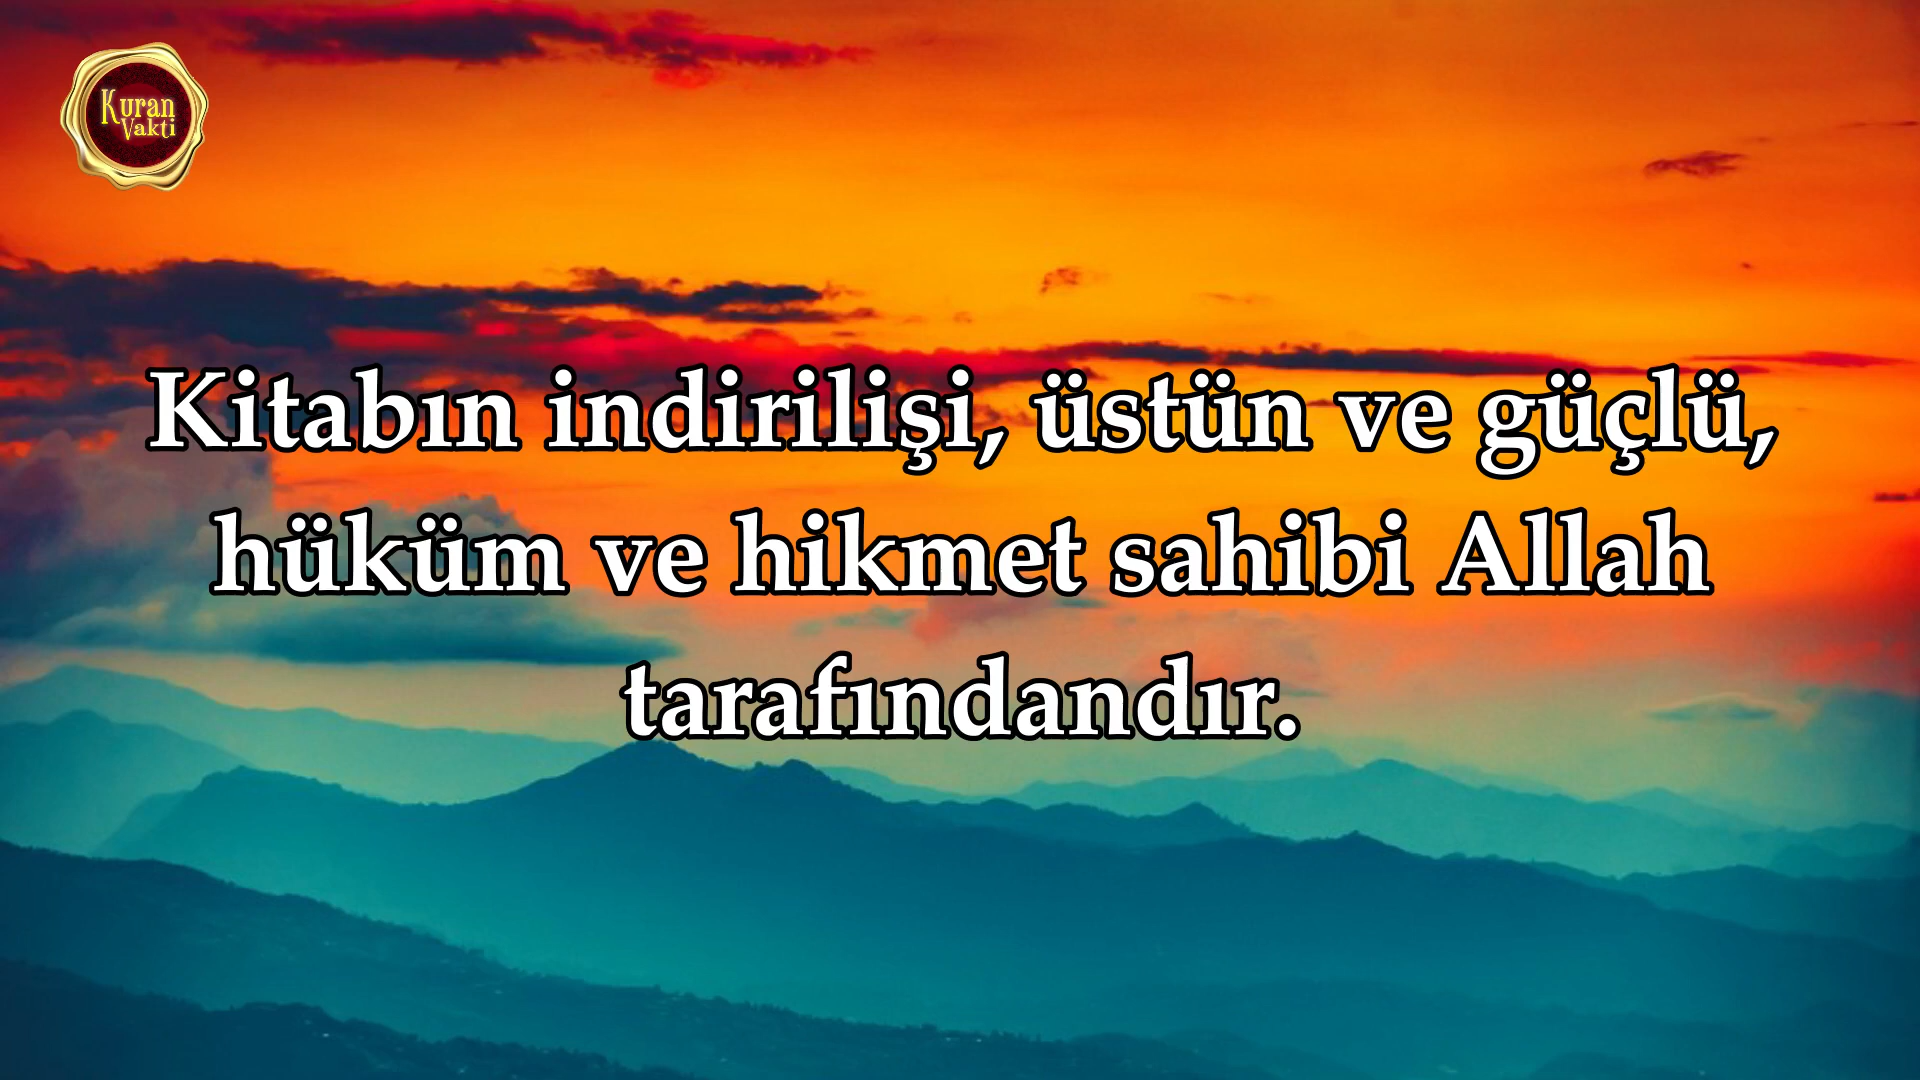 Kuran
Vakti
Kitabın indirilişi, üstün ve güçlü,
hüküm ve hikmet sahibi Allah
tarafındandır.